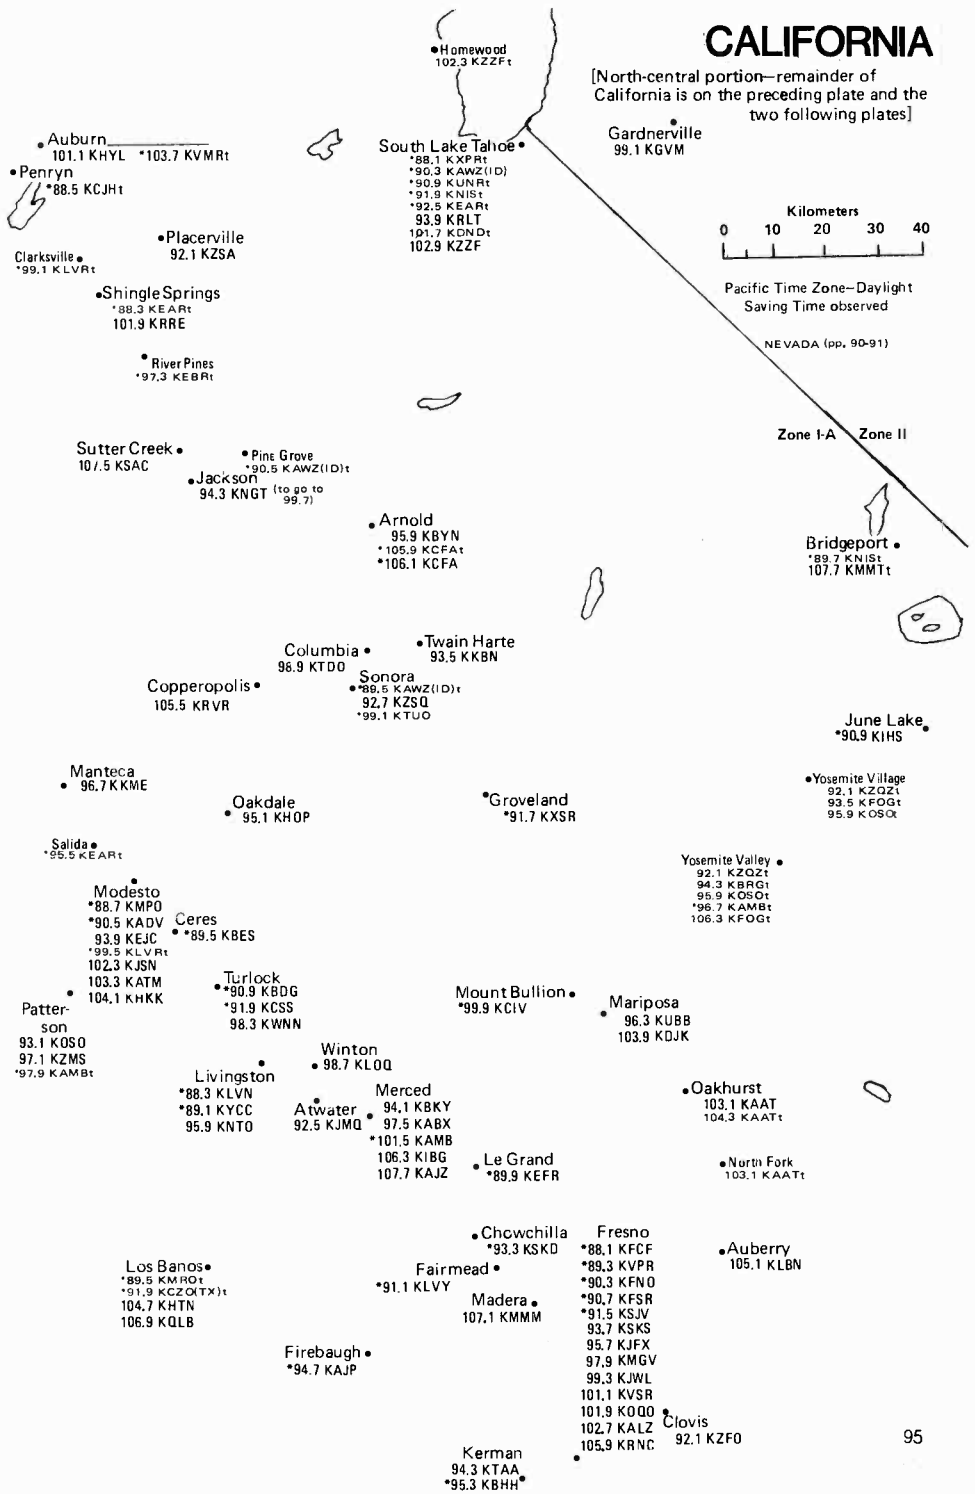 CALIFORNIA
[North-central portion—remainder of
California is on the preceding plate and the
two following plates]
Homewood
102.3 KZZFt
Gardnerville
99.1 KGVM
Auburn
101.1 KHYL *103.7 KVMRt
Penryn
*88.5 KCJHt
South Lake Tahoe
*88.1 KXPRt
*90.3 KAWZ(ID)
*90.9 KUNRt
*91.9 KNISt
*92.5 KEARt
93.9 KRLT
101.7 KDNDt
102.9 KZZF
Kilometers
0 10 20 30 40
Pacific Time Zone—Daylight
Saving Time observed
NEVADA (pp. 90-91)
Zone I-A Zone II
Placerville
92.1 KZSA
Clarksville
*99.1 KLVRt
Shingle Springs
*88.3 KEARt
101.9 KRRE
River Pines
*97.3 KEBRt
Sutter Creek
107.5 KSAC
Pine Grove
*90.5 KAWZ(ID)t
Jackson
94.3 KNGT (to go to
99.7)
Arnold
95.9 KBYN
*105.9 KCFAt
*106.1 KCFA
Bridgeport
*89.7 KNISt
107.7 KMMTt
Twain Harte
93.5 KKBN
Columbia
98.9 KTDO
Sonora
*89.5 KAWZ(ID)t
92.7 KZSQ
*99.1 KTUO
Copperopolis
105.5 KRVR
June Lake
*90.9 KIHS
Manteca
96.7 KKME
Oakdale
95.1 KHOP
Groveland
*91.7 KXSR
Yosemite Village
92.1 KZQZt
93.5 KFOGt
95.9 KOSOt
Salida
*95.5 KEARt
Yosemite Valley
92.1 KZQZt
94.3 KBRGt
95.9 KOSOt
*96.7 KAMBt
106.3 KFOGt
Modesto
*88.7 KMPO
*90.5 KADV
93.9 KEJC
*99.5 KLVRt
102.3 KJSN
103.3 KATM
104.1 KHKK
Ceres
*89.5 KBES
Turlock
*90.9 KBDG
*91.9 KCSS
98.3 KWNN
Patter-
son
93.1 KOSO
97.1 KZMS
*97.9 KAMBt
Mount Bullion
*99.9 KCIV
Mariposa
96.3 KUBB
103.9 KDJK
Winton
98.7 KLOQ
Livingston
*88.3 KLVN
*89.1 KYCC
95.9 KNTO
Atwater
92.5 KJMQ
Merced
94.1 KBKY
97.5 KABX
*101.5 KAMB
106.3 KIBG
107.7 KAJZ
Oakhurst
103.1 KAAT
104.3 KAATt
Le Grand
*89.9 KEFR
North Fork
103.1 KAATt
Chowchilla
*93.3 KSKD
Fairmead
*91.1 KLVY
Madera
107.1 KMMM
Fresno
*88.1 KFCF
*89.3 KVPR
*90.3 KFNO
*90.7 KFSR
*91.5 KSJV
93.7 KSKS
95.7 KJFX
97.9 KMGV
99.3 KJWL
101.1 KVSR
101.9 KOQO
102.7 KALZ
105.9 KRNC
Auberry
105.1 KLBN
Los Banos
*89.5 KMROt
*91.9 KCZO(TX)t
104.7 KHTN
106.9 KQLB
Firebaugh
*94.7 KAJP
Clovis
92.1 KZFO
Kerman
94.3 KTAA
*95.3 KBHH
95